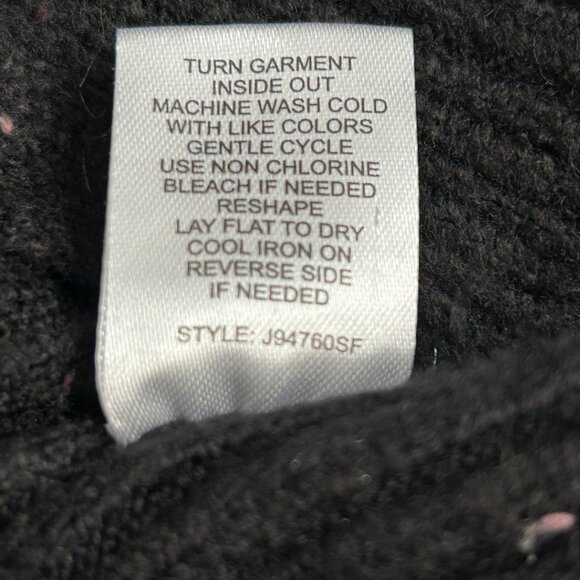 TURN GARMENT
INSIDE OUT
MACHINE WASH COLD
WITH LIKE COLORS
GENTLE CYCLE
USE NON CHLORINE
BLEACH IF NEEDED
RESHAPE
LAY FLAT TO DRY
COOL IRON ON
REVERSE SIDE
IF NEEDED
STYLE: J94760SF